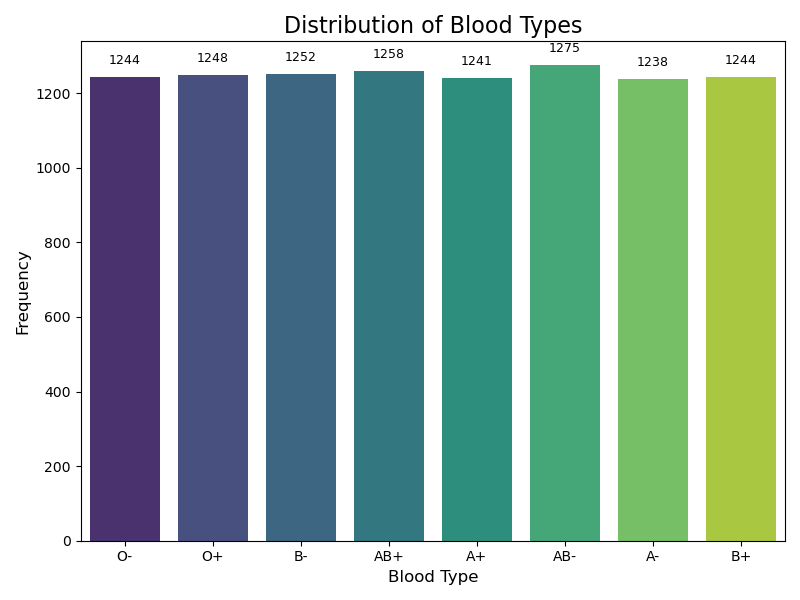 Distribution of Blood Types
1244
1248
1252
1258
1241
1275
1238
1244
1200
1000
800
600
400
200
0
Frequency
O-
O+
B-
AB+
A+
AB-
A-
B+
Blood Type